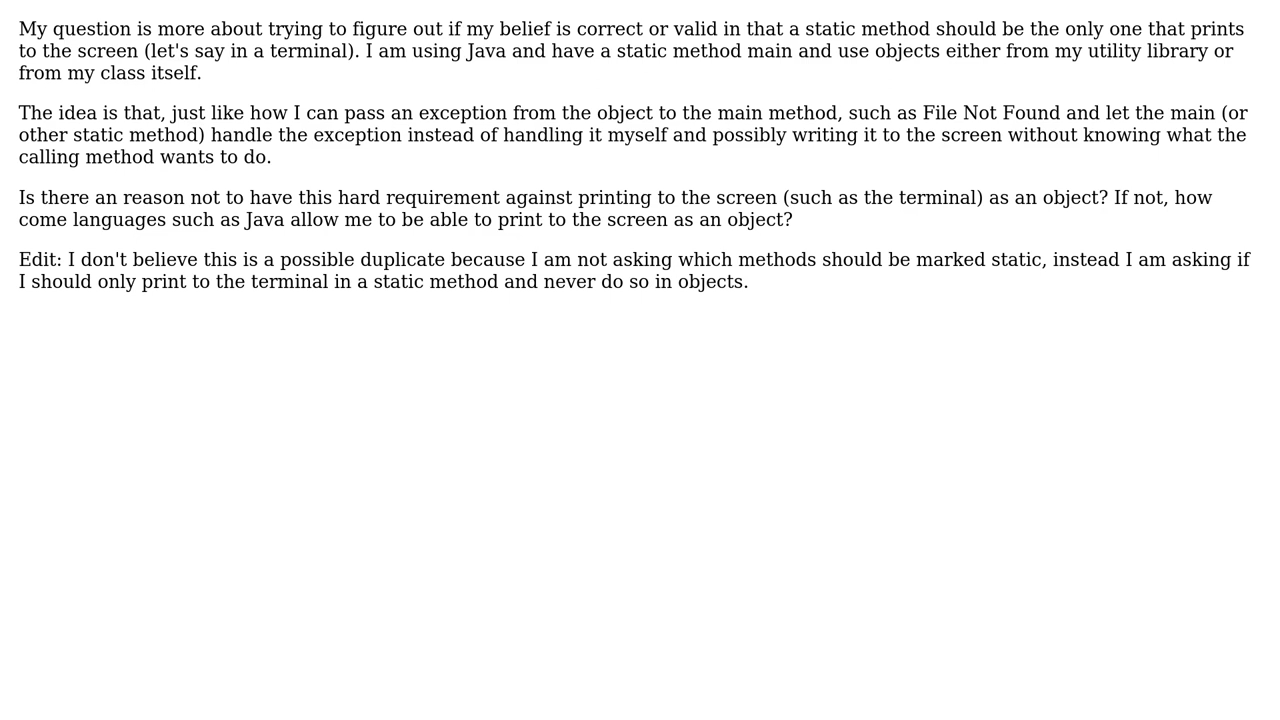 My question is more about trying to figure out if my belief is correct or valid in that a static method should be the only one that prints
to the screen (let's say in a terminal). I am using Java and have a static method main and use objects either from my utility library or
from my class itself.
The idea is that, just like how I can pass an exception from the object to the main method, such as File Not Found and let the main (or
other static method) handle the exception instead of handling it myself and possibly writing it to the screen without knowing what the
calling method wants to do.
Is there an reason not to have this hard requirement against printing to the screen (such as the terminal) as an object? If not, how
come languages such as Java allow me to be able to print to the screen as an object?
Edit: I don't believe this is a possible duplicate because I am not asking which methods should be marked static, instead I am asking if
I should only print to the terminal in a static method and never do so in objects.